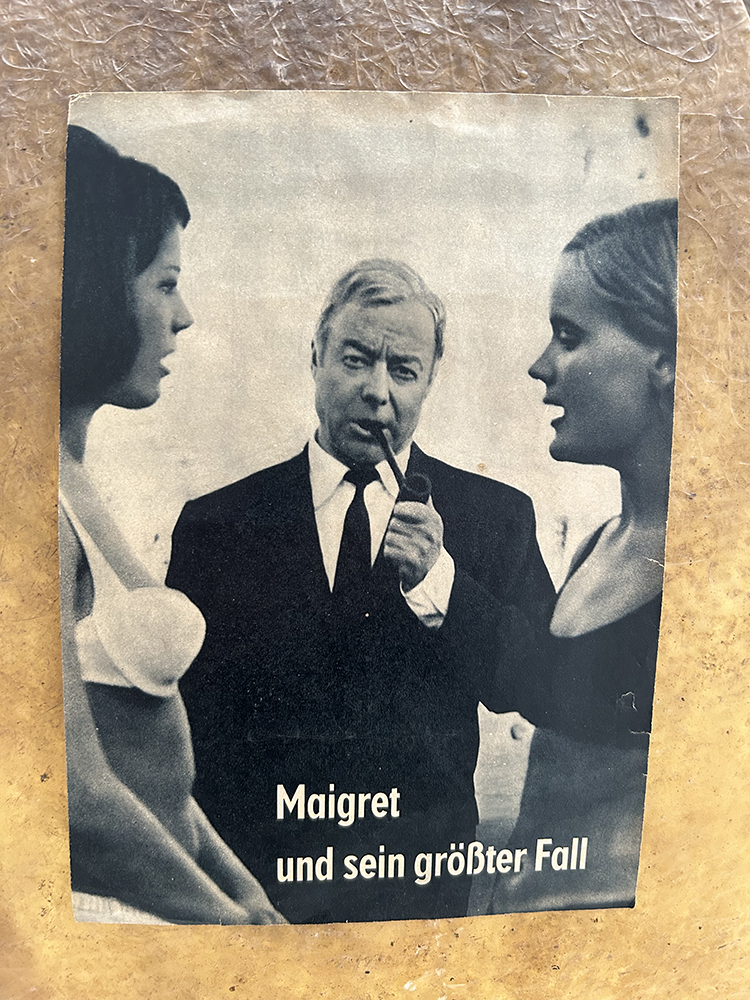 Maigret
und sein größter Fall